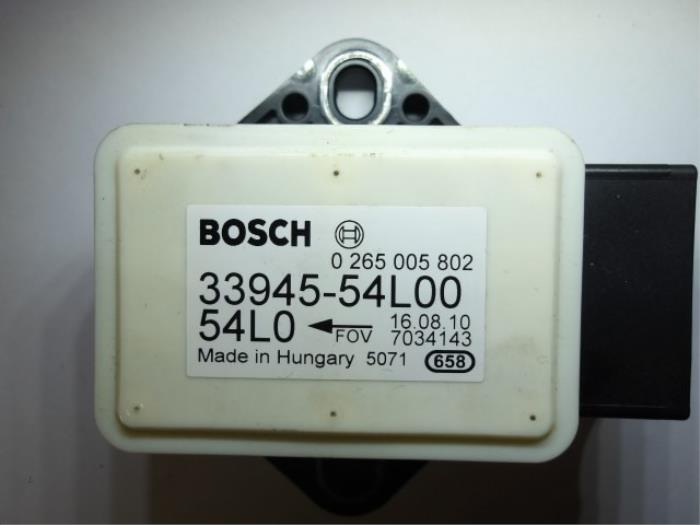 BOSCH
0 265 005 802
33945-54L00
54L0 FOV 16.08.10
7034143
Made in Hungary 5071 658